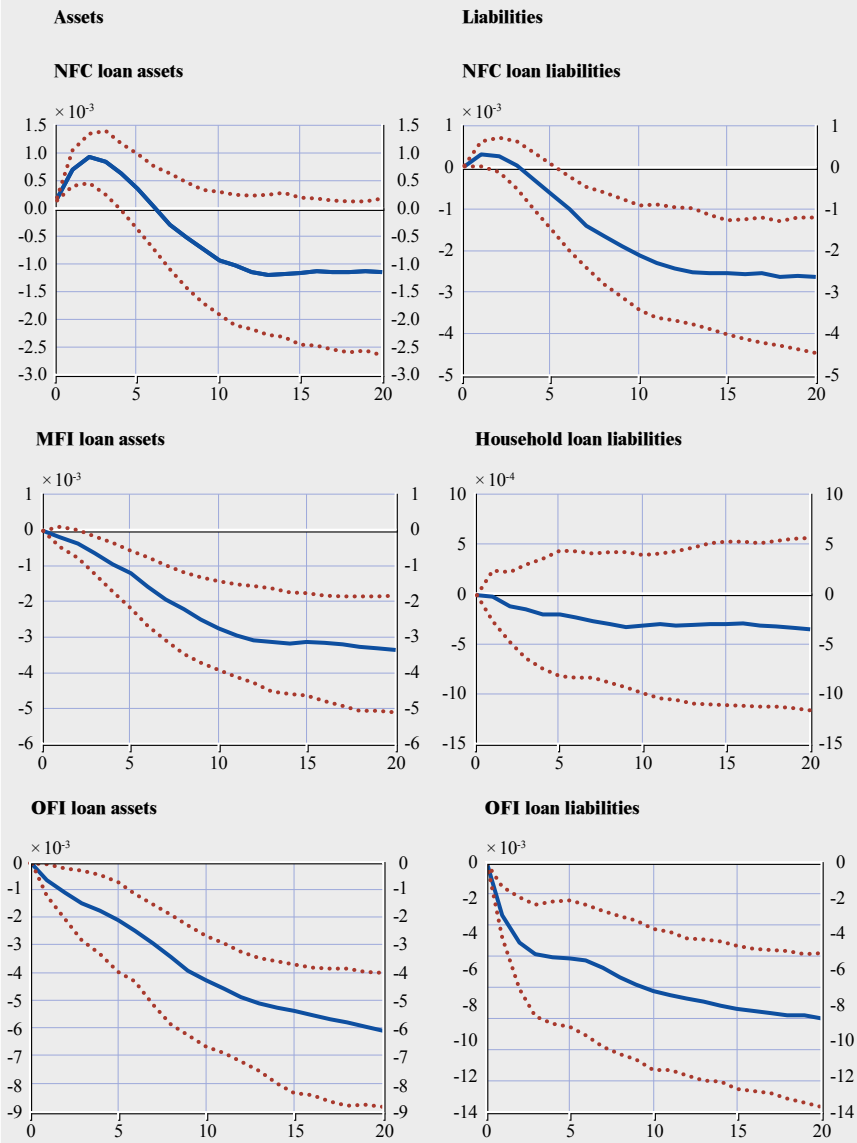 Assets Liabilities
NFC loan assets NFC loan liabilities
× 10-3 × 10-3
1.5 1.5 1 1
1.0 1.0 0 0
0.5 0.5 -1 -1
0.0 0.0 -2 -2
-0.5 -0.5 -3 -3
-1.0 -1.0 -4 -4
-1.5 -1.5 -5 -5
-2.0 -2.0
-2.5 -2.5
-3.0 -3.0
0 5 10 15 20 0 5 10 15 20
MFI loan assets Household loan liabilities
× 10-3 × 10-4
1 1 10 10
0 0 5 5
-1 -1 0 0
-2 -2 -5 -5
-3 -3 -10 -10
-4 -4 -15 -15
-5 -5
-6 -6
0 5 10 15 20 0 5 10 15 20
OFI loan assets OFI loan liabilities
× 10-3 × 10-3
0 0 0 0
-1 -1 -2 -2
-2 -2 -4 -4
-3 -3 -6 -6
-4 -4 -8 -8
-5 -5 -10 -10
-6 -6 -12 -12
-7 -7 -14 -14
-8 -8
-9 -9
0 5 10 15 20 0 5 10 15 20